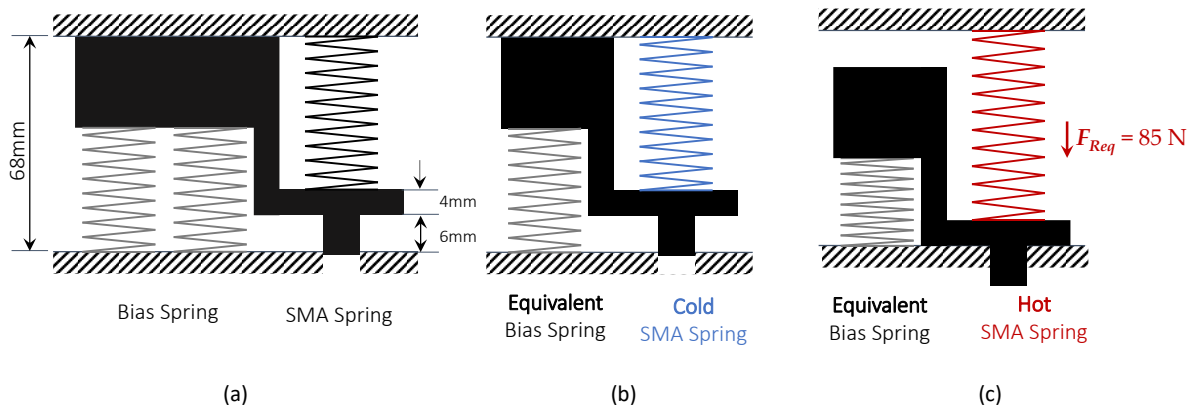 68mm
4mm
6mm
Bias Spring
SMA Spring
(a)
Equivalent
Bias Spring
Cold
SMA Spring
(b)
F_Req = 85 N
Equivalent
Bias Spring
Hot
SMA Spring
(c)